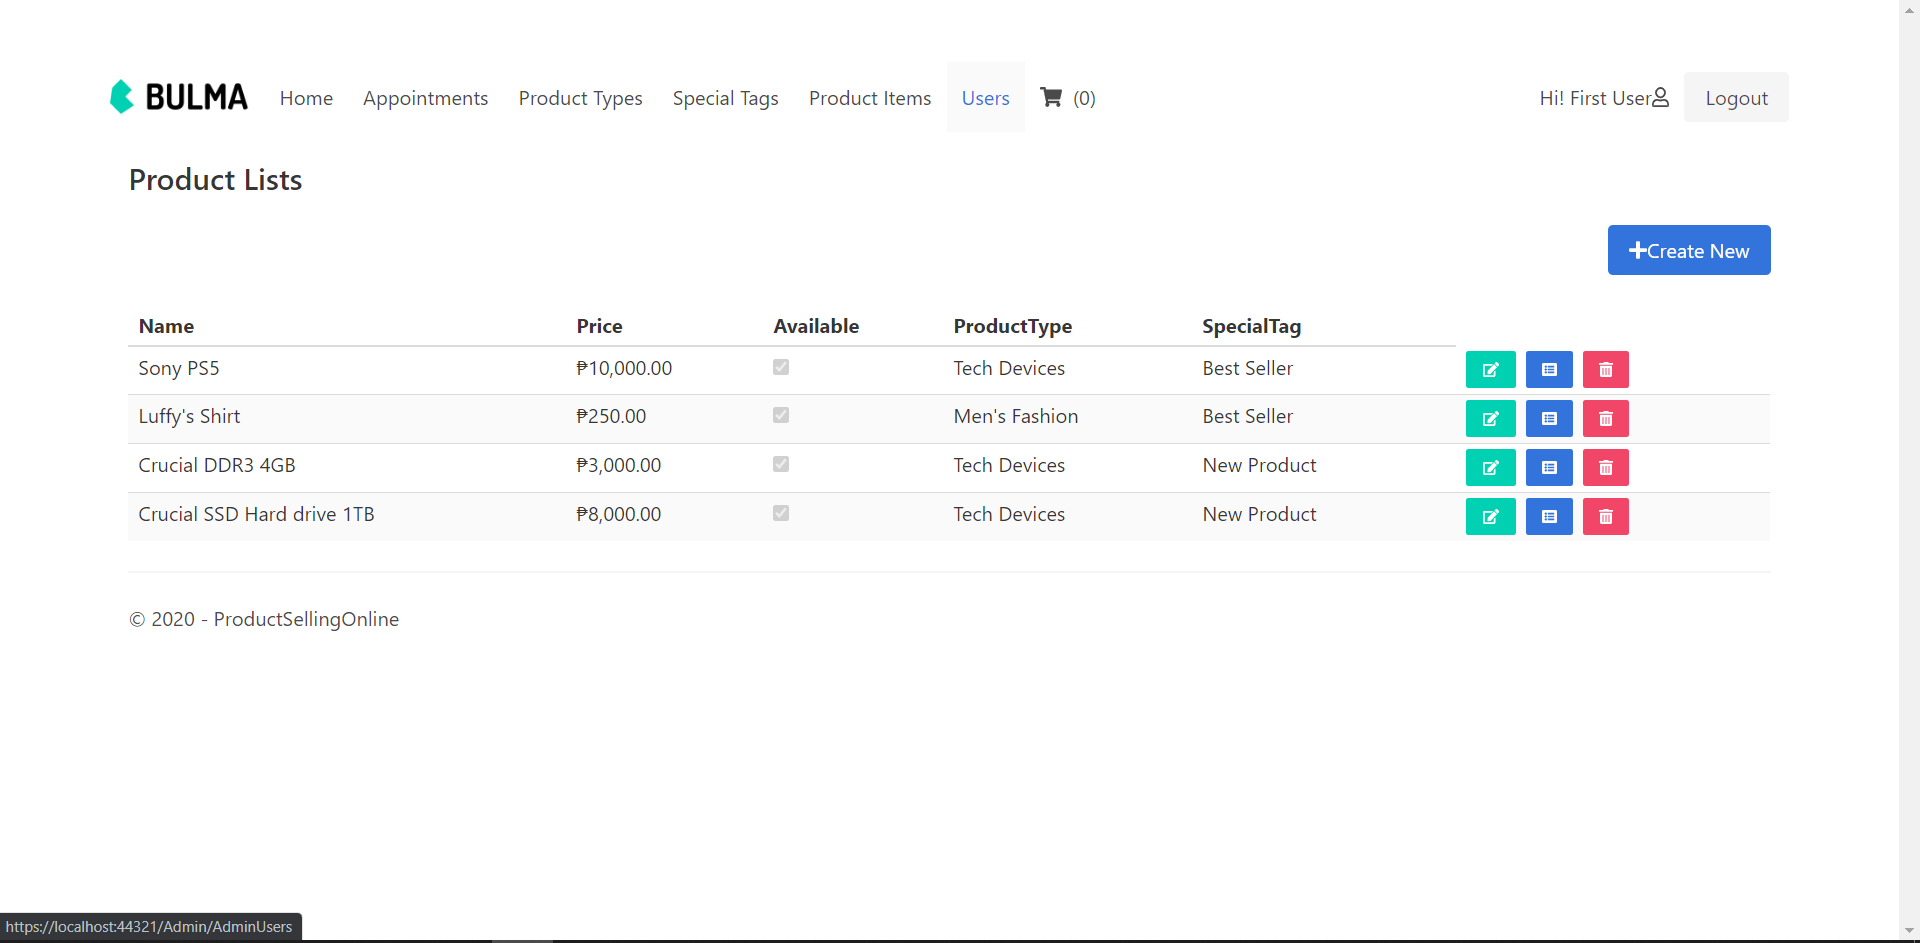 BULMA Home Appointments Product Types Special Tags Product Items Users (0) Hi! First User Logout
Product Lists
Create New
Name Price Available ProductType SpecialTag
Sony PS5 ₱10,000.00 Tech Devices Best Seller
Luffy's Shirt ₱250.00 Men's Fashion Best Seller
Crucial DDR3 4GB ₱3,000.00 Tech Devices New Product
Crucial SSD Hard drive 1TB ₱8,000.00 Tech Devices New Product
© 2020 - ProductSellingOnline
https://localhost:44321/Admin/AdminUsers